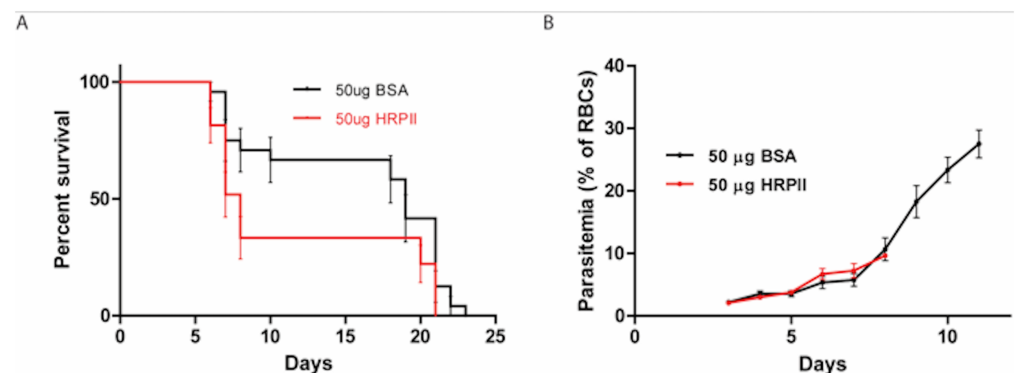 A
Percent survival
100
50
0
0 5 10 15 20 25
Days
50ug BSA
50ug HRPII
B
Parasitemia (% of RBCs)
40
30
20
10
0
0 5 10
Days
50 μg BSA
50 μg HRPII